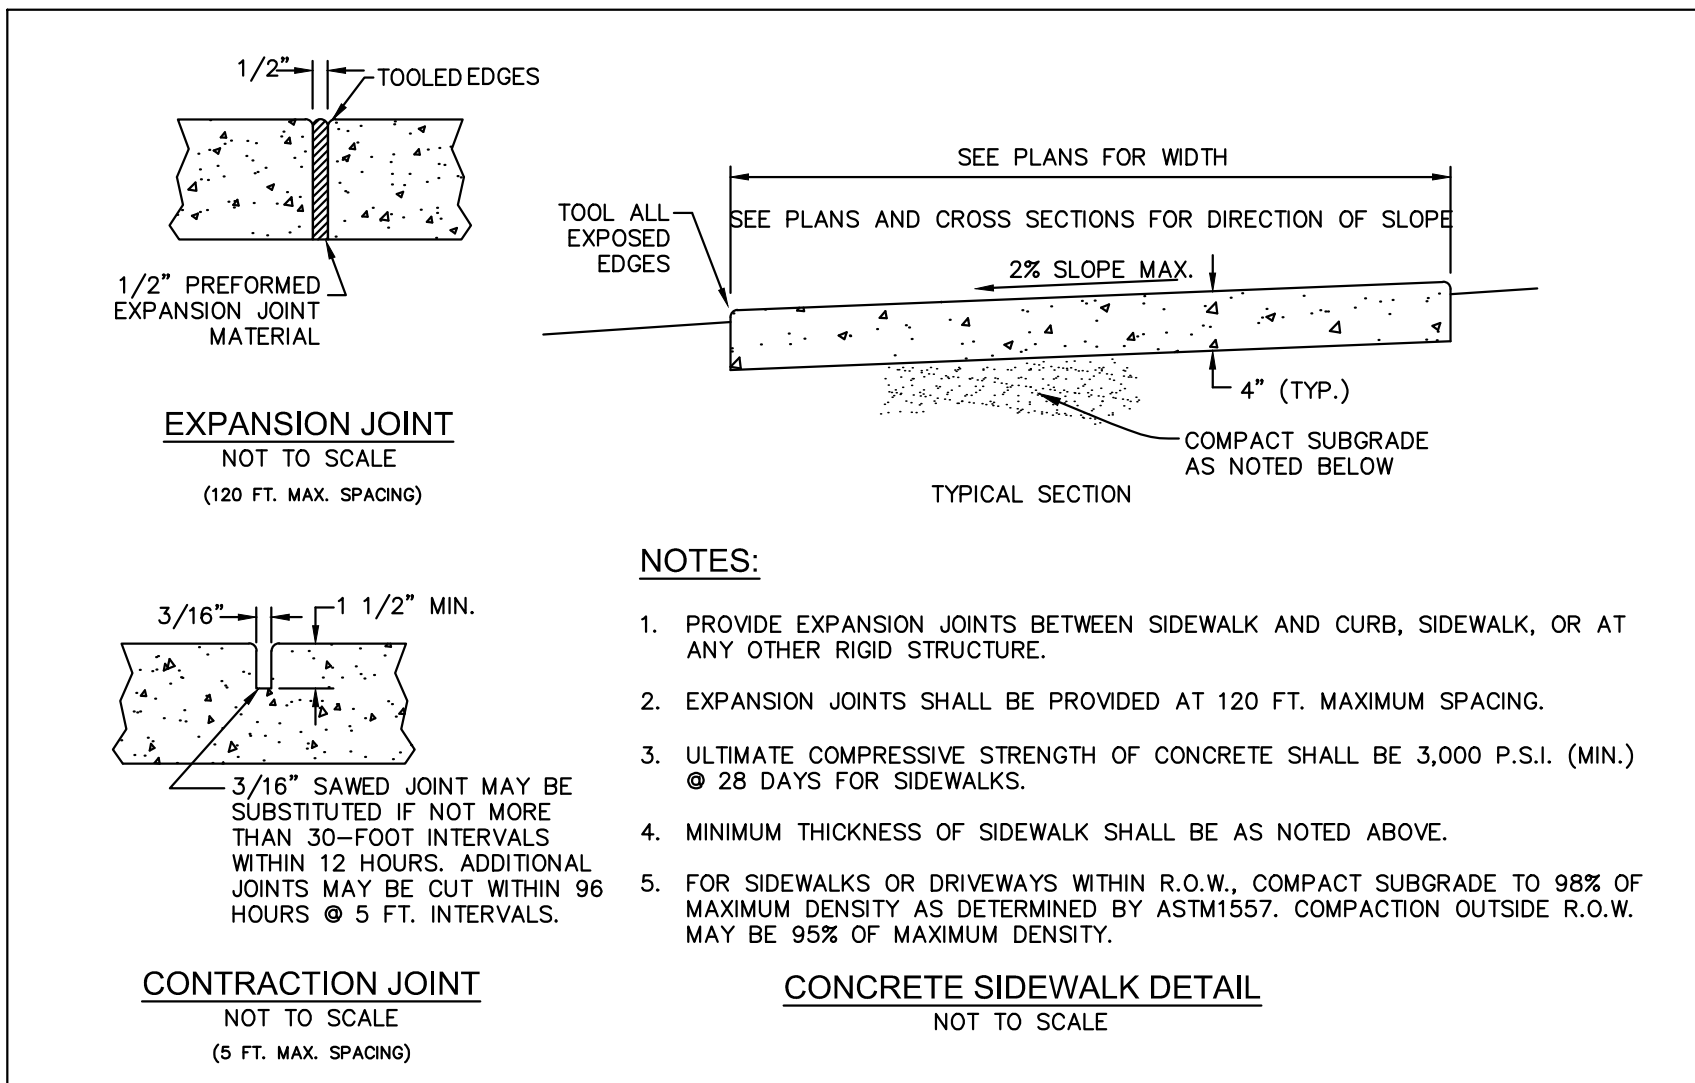 1/2"
TOOLED EDGES
1/2" PREFORMED
EXPANSION JOINT
MATERIAL
EXPANSION JOINT
NOT TO SCALE
(120 FT. MAX. SPACING)
SEE PLANS FOR WIDTH
TOOL ALL
EXPOSED
EDGES
SEE PLANS AND CROSS SECTIONS FOR DIRECTION OF SLOPE
2% SLOPE MAX.
4" (TYP.)
COMPACT SUBGRADE
AS NOTED BELOW
TYPICAL SECTION
3/16"
1 1/2" MIN.
3/16" SAWED JOINT MAY BE
SUBSTITUTED IF NOT MORE
THAN 30-FOOT INTERVALS
WITHIN 12 HOURS. ADDITIONAL
JOINTS MAY BE CUT WITHIN 96
HOURS @ 5 FT. INTERVALS.
CONTRACTION JOINT
NOT TO SCALE
(5 FT. MAX. SPACING)
NOTES:
1. PROVIDE EXPANSION JOINTS BETWEEN SIDEWALK AND CURB, SIDEWALK, OR AT
ANY OTHER RIGID STRUCTURE.
2. EXPANSION JOINTS SHALL BE PROVIDED AT 120 FT. MAXIMUM SPACING.
3. ULTIMATE COMPRESSIVE STRENGTH OF CONCRETE SHALL BE 3,000 P.S.I. (MIN.)
@ 28 DAYS FOR SIDEWALKS.
4. MINIMUM THICKNESS OF SIDEWALK SHALL BE AS NOTED ABOVE.
5. FOR SIDEWALKS OR DRIVEWAYS WITHIN R.O.W., COMPACT SUBGRADE TO 98% OF
MAXIMUM DENSITY AS DETERMINED BY ASTM1557. COMPACTION OUTSIDE R.O.W.
MAY BE 95% OF MAXIMUM DENSITY.
CONCRETE SIDEWALK DETAIL
NOT TO SCALE